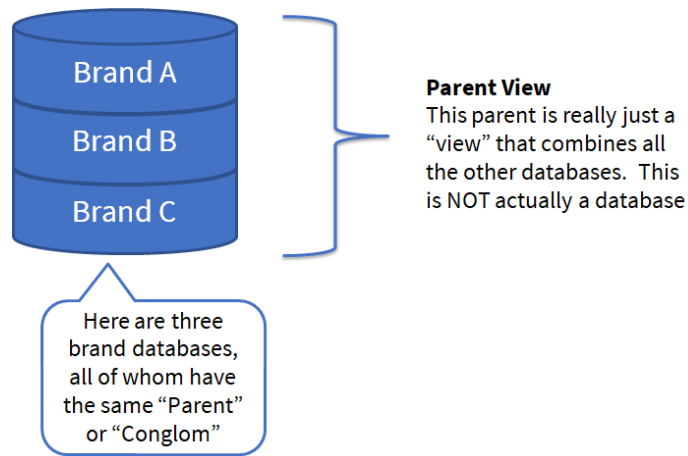 Brand A
Brand B
Brand C
Parent View
This parent is really just a
“view” that combines all
the other databases.  This
is NOT actually a database
Here are three
brand databases,
all of whom have
the same “Parent”
or “Conglom”